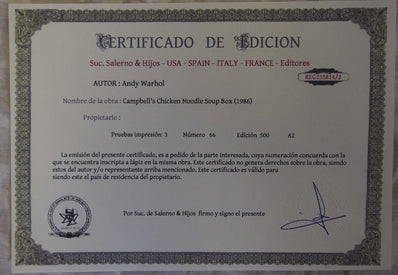 CERTIFICADO DE EDICION
Suc. Salerno & Hijos - USA - SPAIN - ITALY - FRANCE - Editores
AUTOR : Andy Warhol
Nombre de la obra : Campbell's Chicken Noodle Soup Box (1986)
Propietario :
Pruebas impresión 3 Número 66 Edición 500 A2
La emisión del presente certificado, es a pedido de la parte interesada, cuya numeración concuerda con la
que se encuentra inscripta a lápiz en la misma obra. Este certificado no genera derechos sobre la obra, siendo
estos del autor y/o representante arriba mencionado. Este certificado es válido para
siendo este el país de residencia del propietario.
Por Suc. de Salerno & Hijos firmo y signo el presente